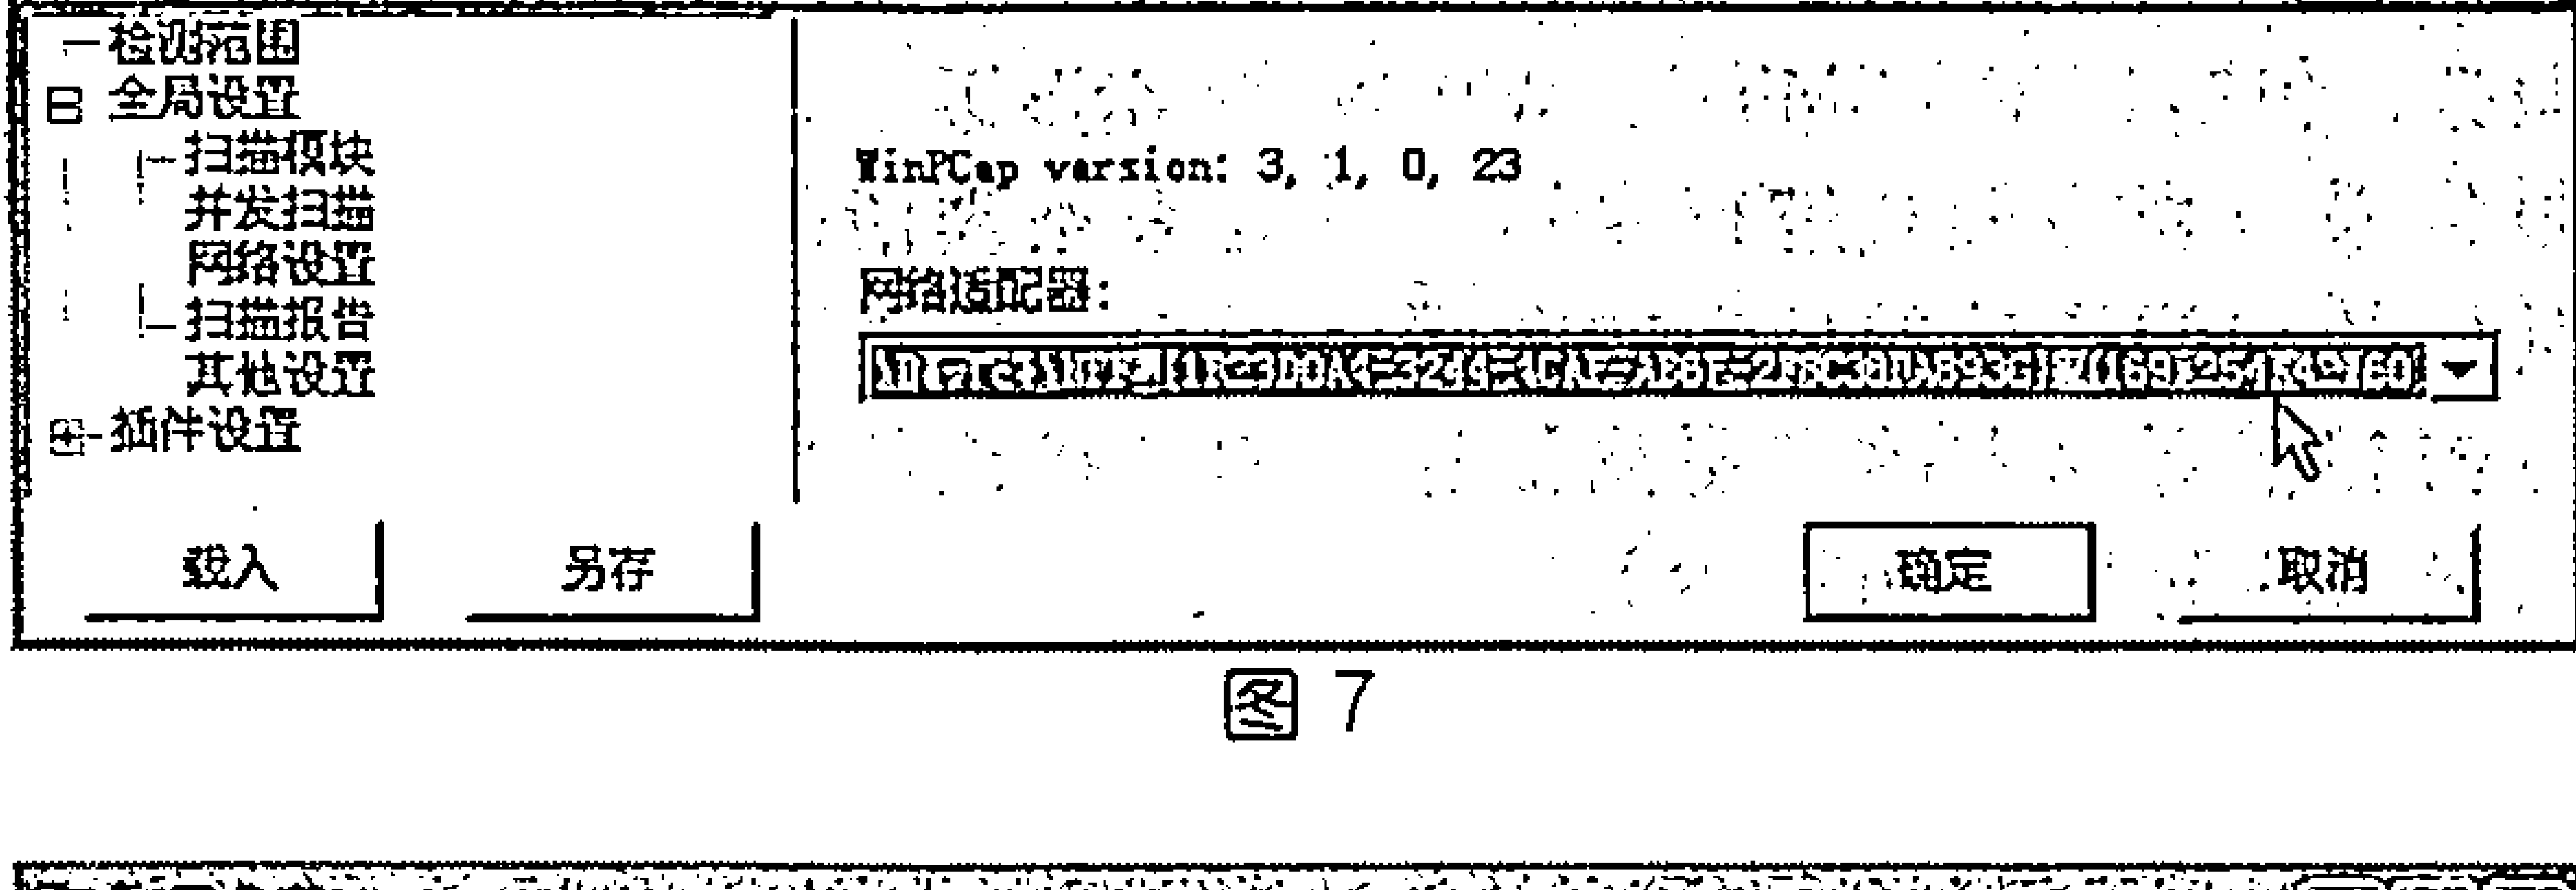 检测范围
全局设置
扫描模块
并发扫描
网络设置
扫描报告
其他设置
插件设置
WinPCap version: 3, 1, 0, 23
网络适配器:
载入
另存
确定
取消
图 7